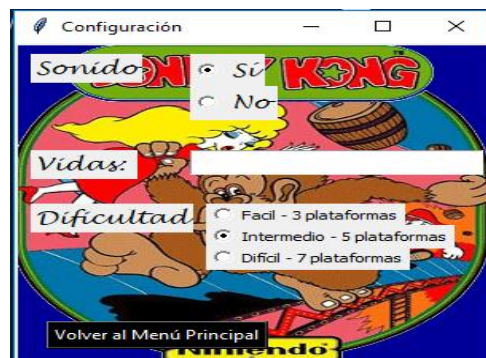 Configuración
Sonido Sí
DONKEY KONG
No
Vidas:
Dificultad Facil - 3 plataformas
Intermedio - 5 plataformas
Difícil - 7 plataformas
Volver al Menú Principal
Nintendo